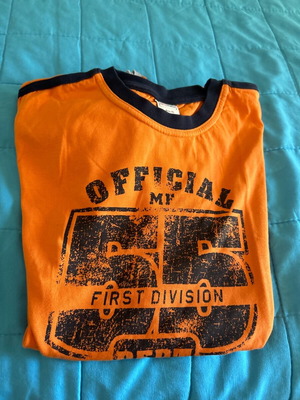 OFFICIAL
MF
55
FIRST DIVISION